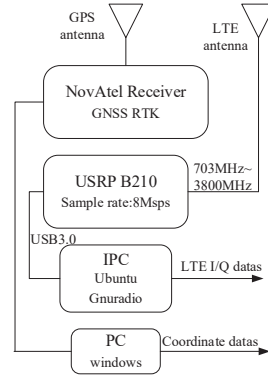 GPS
antenna
LTE
antenna
NovAtel Receiver
GNSS RTK
703MHz~
3800MHz
USRP B210
Sample rate:8Msps
USB3.0
IPC
Ubuntu
Gnuradio
LTE I/Q datas
PC
windows
Coordinate datas